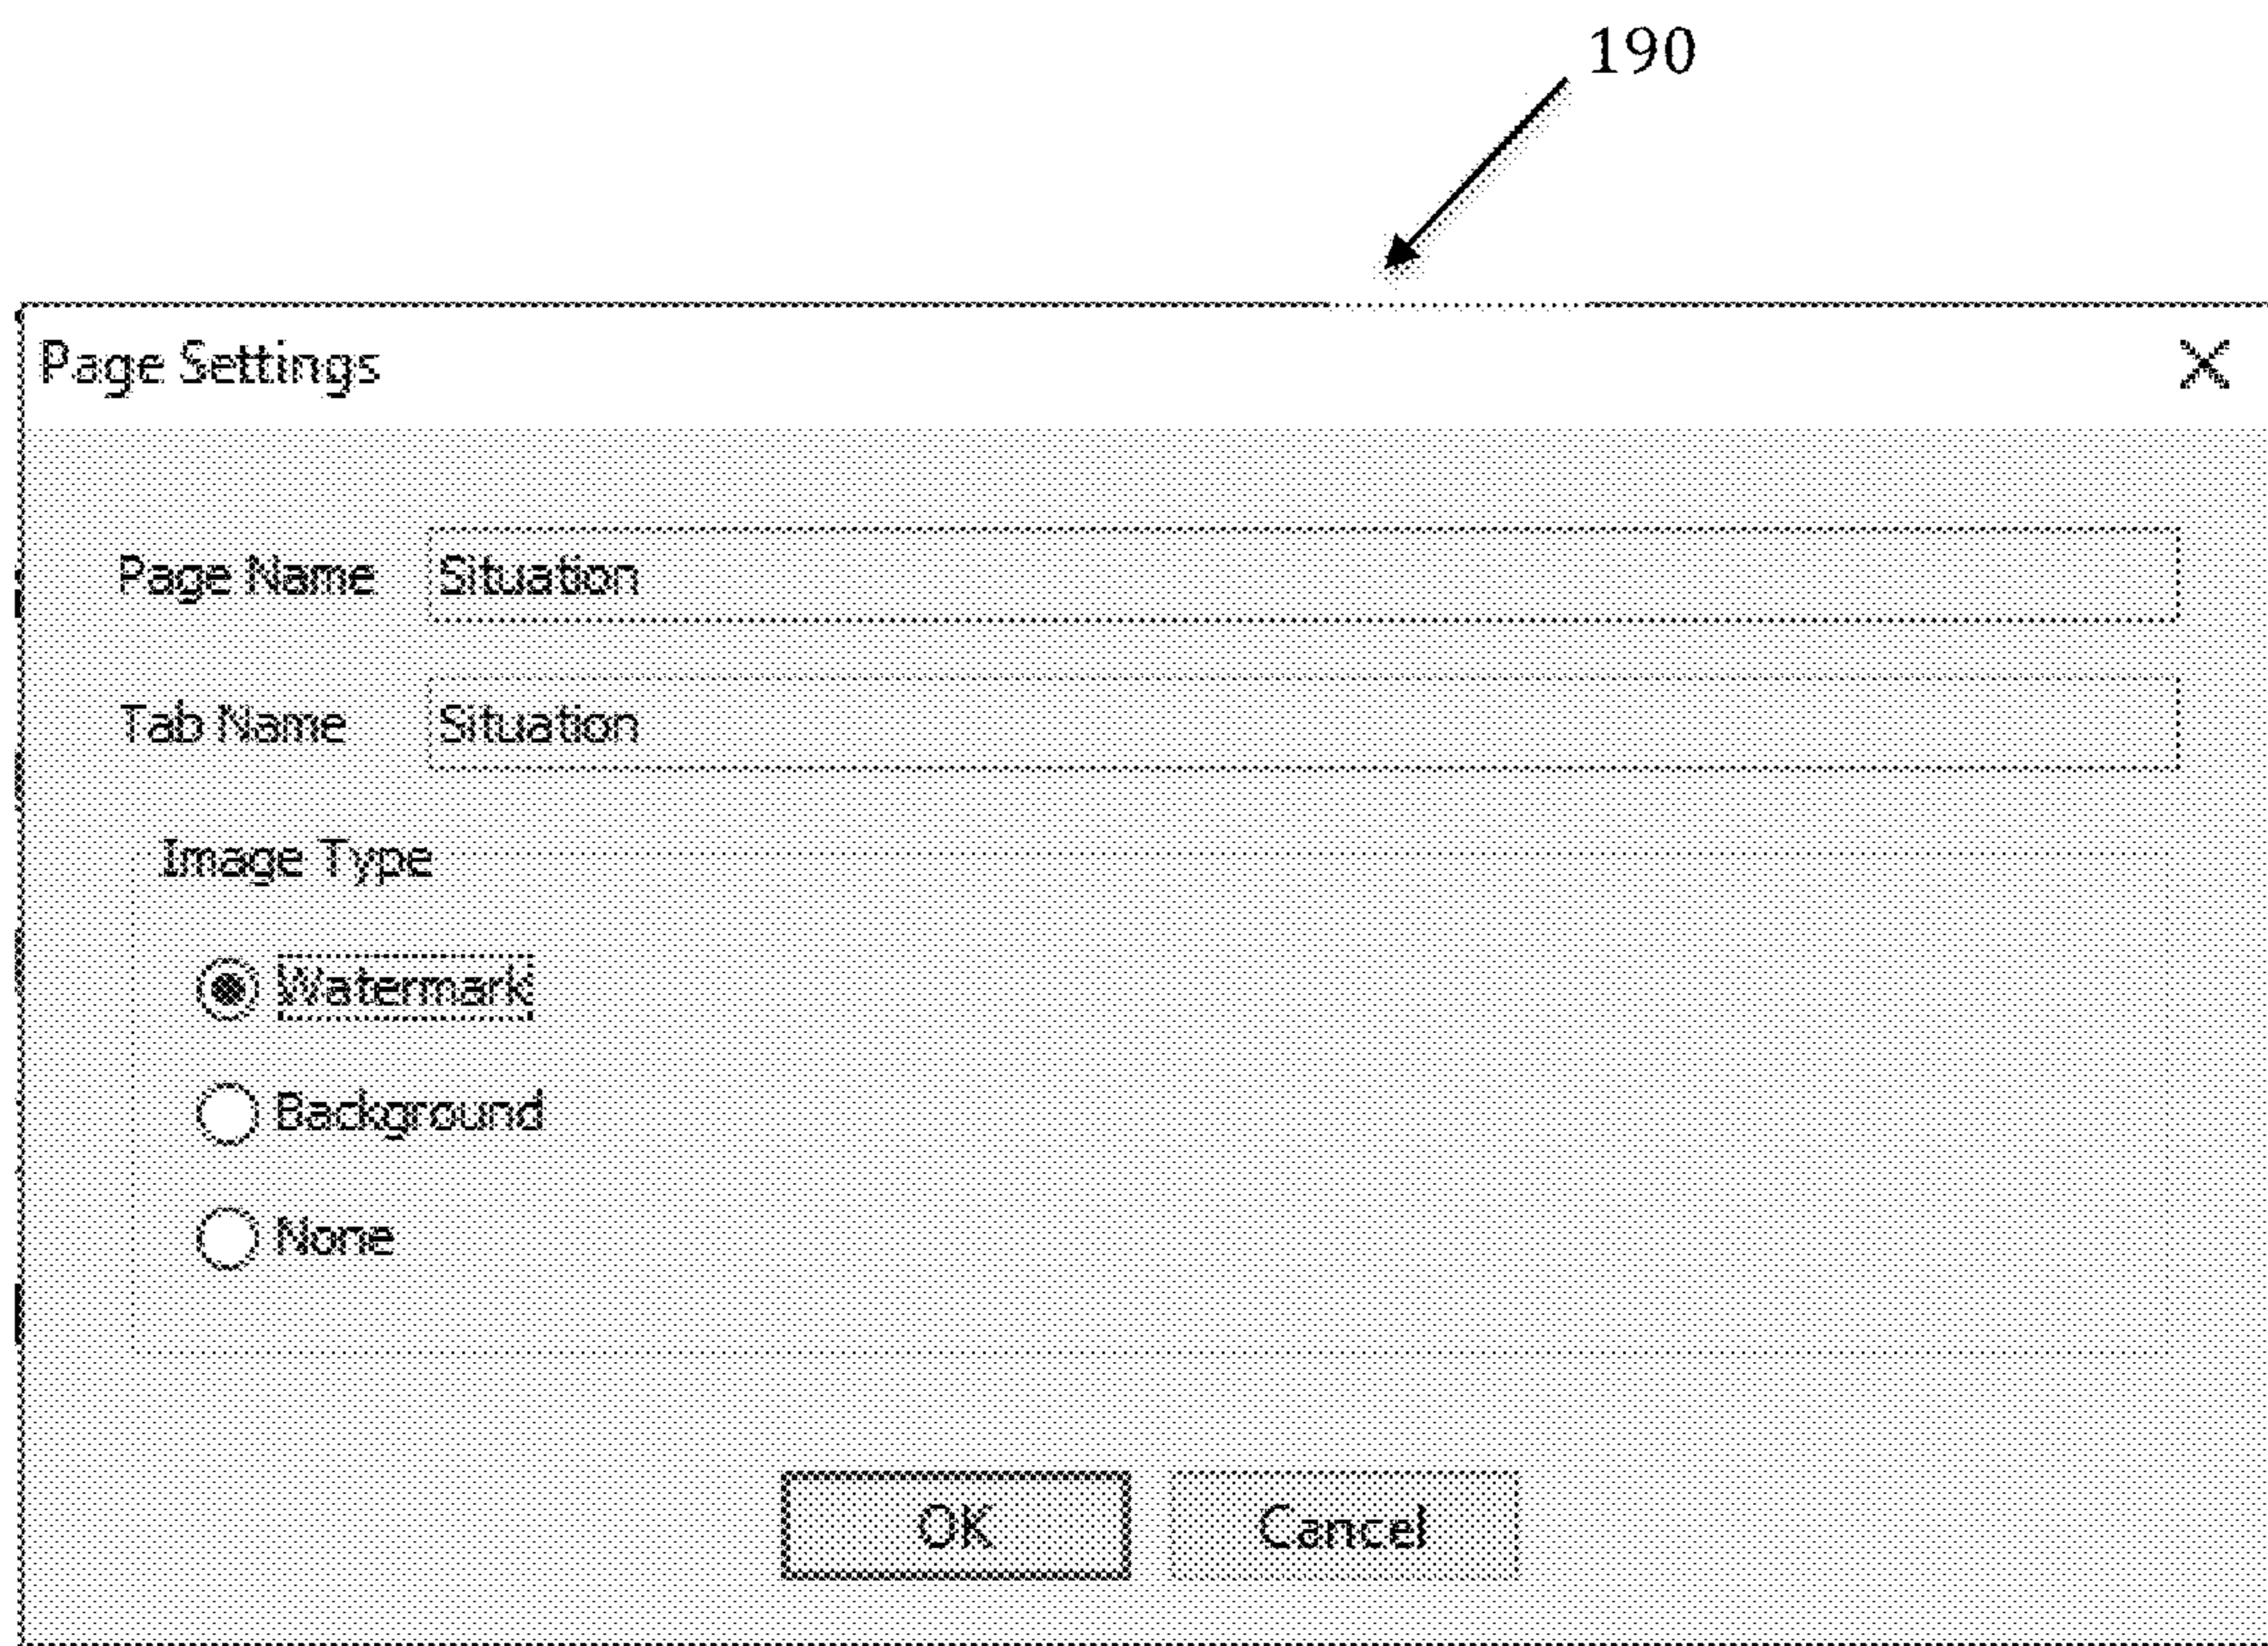 190
Page Settings
Page Name Situation
Tab Name Situation
Image Type
Watermark
Background
None
OK Cancel